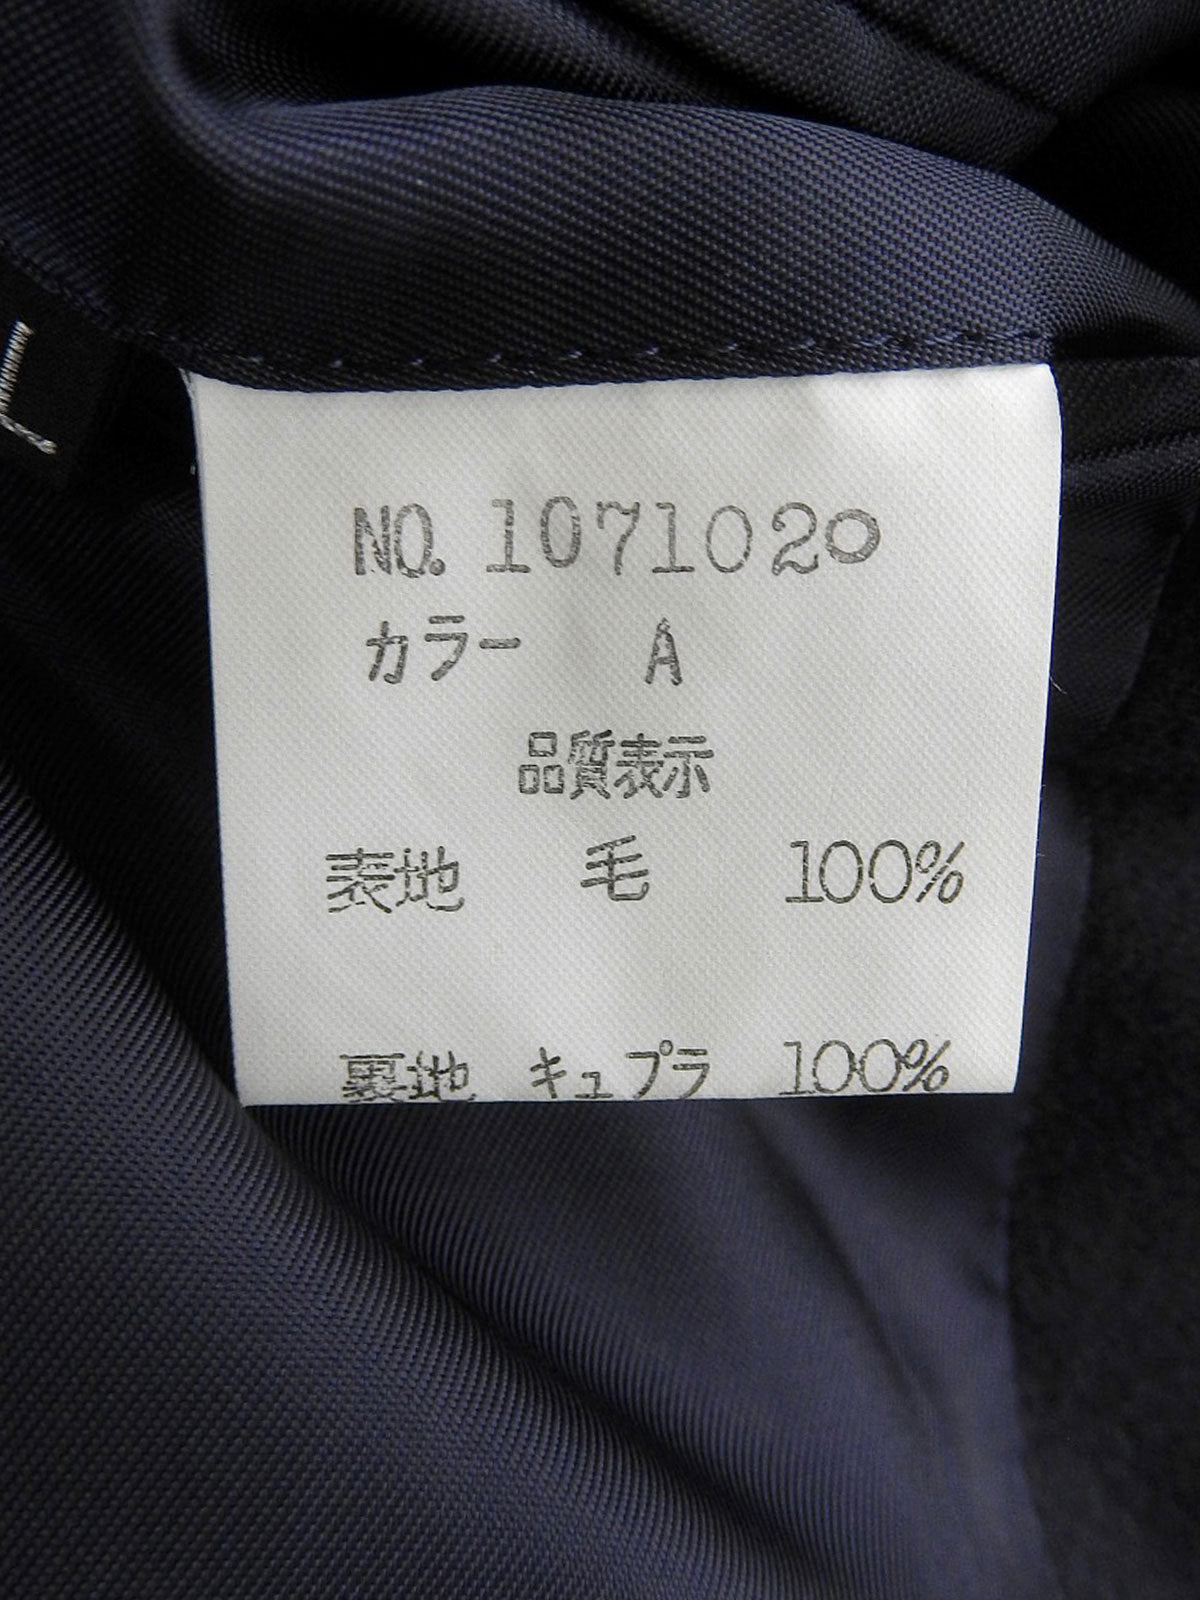 L
NO.1071020
カラー A
品質表示
表地 毛 100%
裏地 キュプラ 100%